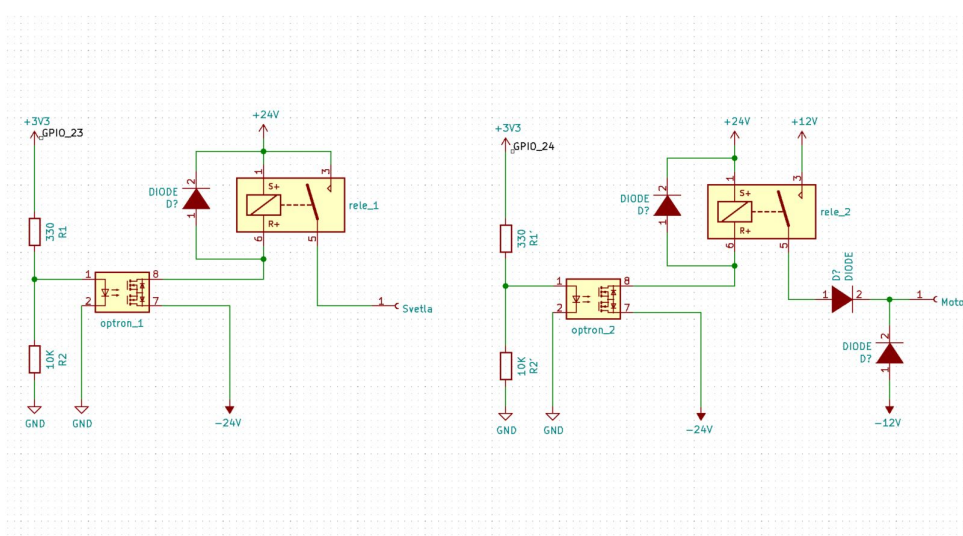 +3V3
GPIO_23
330
R1
10K
R2
GND
GND
DIODE
D?
2
1
+24V
1
3
S+
R+
6
5
rele_1
1
2
8
7
optron_1
-24V
1
Svetla
+3V3
GPIO_24
330
R1'
10K
R2'
GND
GND
DIODE
D?
2
1
+24V
+12V
1
3
S+
R+
6
5
rele_2
1
2
8
7
optron_2
-24V
D?
DIODE
1
2
1
Moto
DIODE
D?
2
1
-12V